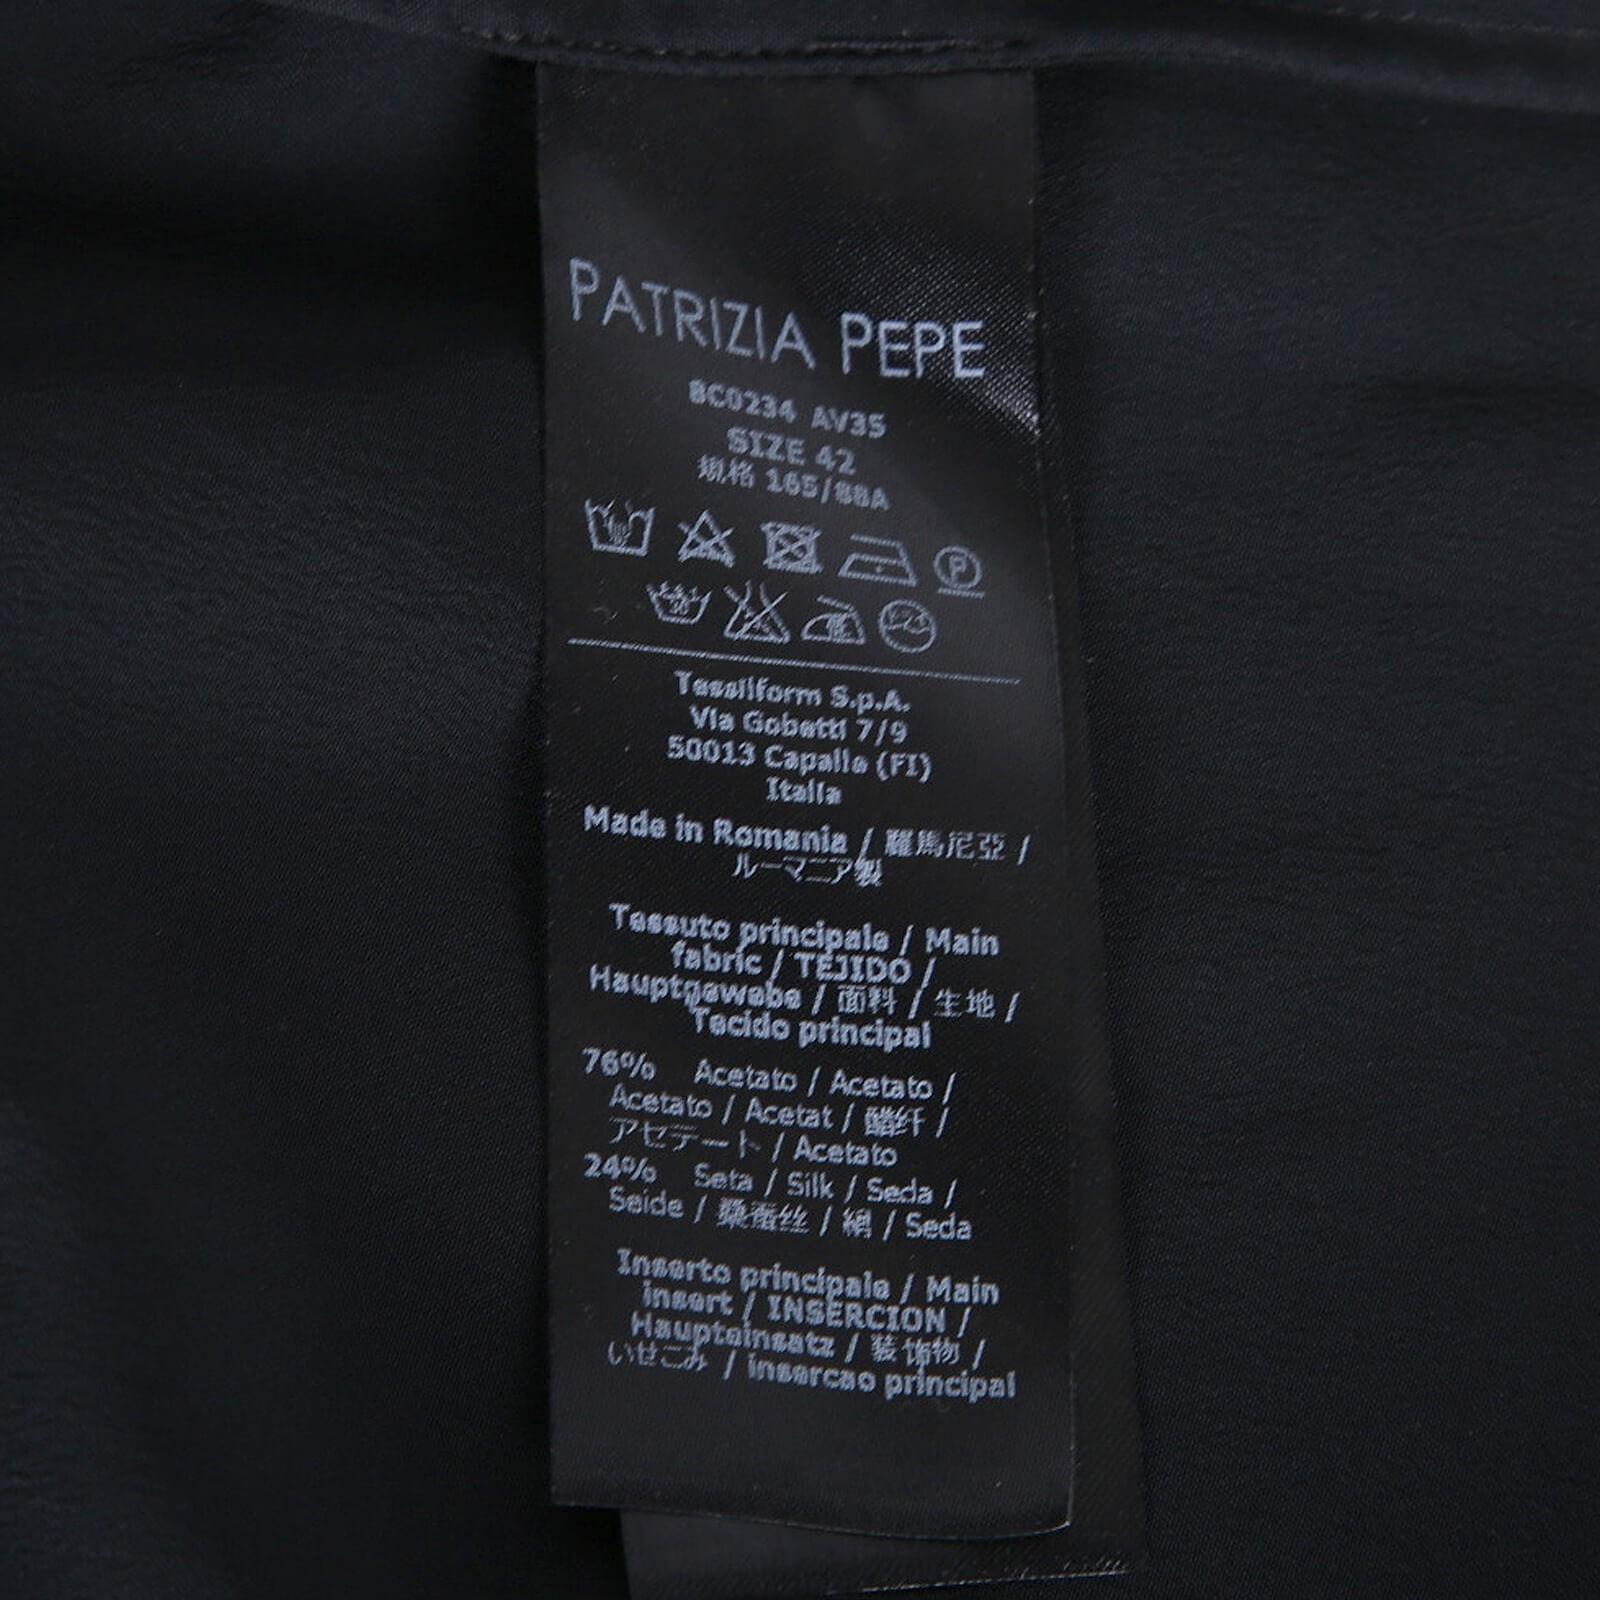 PATRIZIA PEPE
8C0234 AV35
SIZE 42
規格 165/88A
P
Tessliform S.p.A.
Via Gobetti 7/9
50013 Capalle (FI)
Italia
Made in Romania / 羅馬尼亞 /
ルーマニア製
Tessuto principale / Main
fabric / TEJIDO /
Hauptgewebe / 面料 / 生地 /
Tecido principal
76% Acetato / Acetato /
Acetato / Acetat / 醋纤 /
アセテート / Acetato
24% Seta / Silk / Seda /
Seide / 桑蚕丝 / 絹 / Seda
Inserto principale / Main
insert / INSERCION /
Haupteinsatz / 装饰物 /
いせこみ / insercao principal